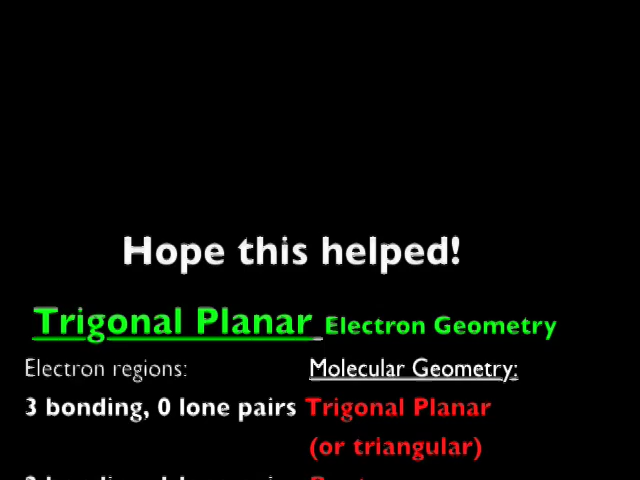 Hope this helped!
Trigonal Planar Electron Geometry
Electron regions: Molecular Geometry:
3 bonding, 0 lone pairs Trigonal Planar
(or triangular)